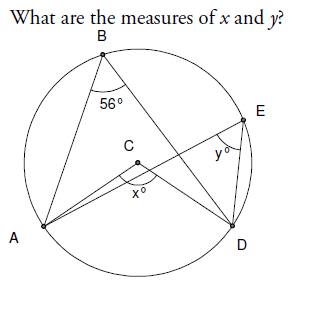 What are the measures of x and y?
B
56°
E
C
y°
x°
A
D